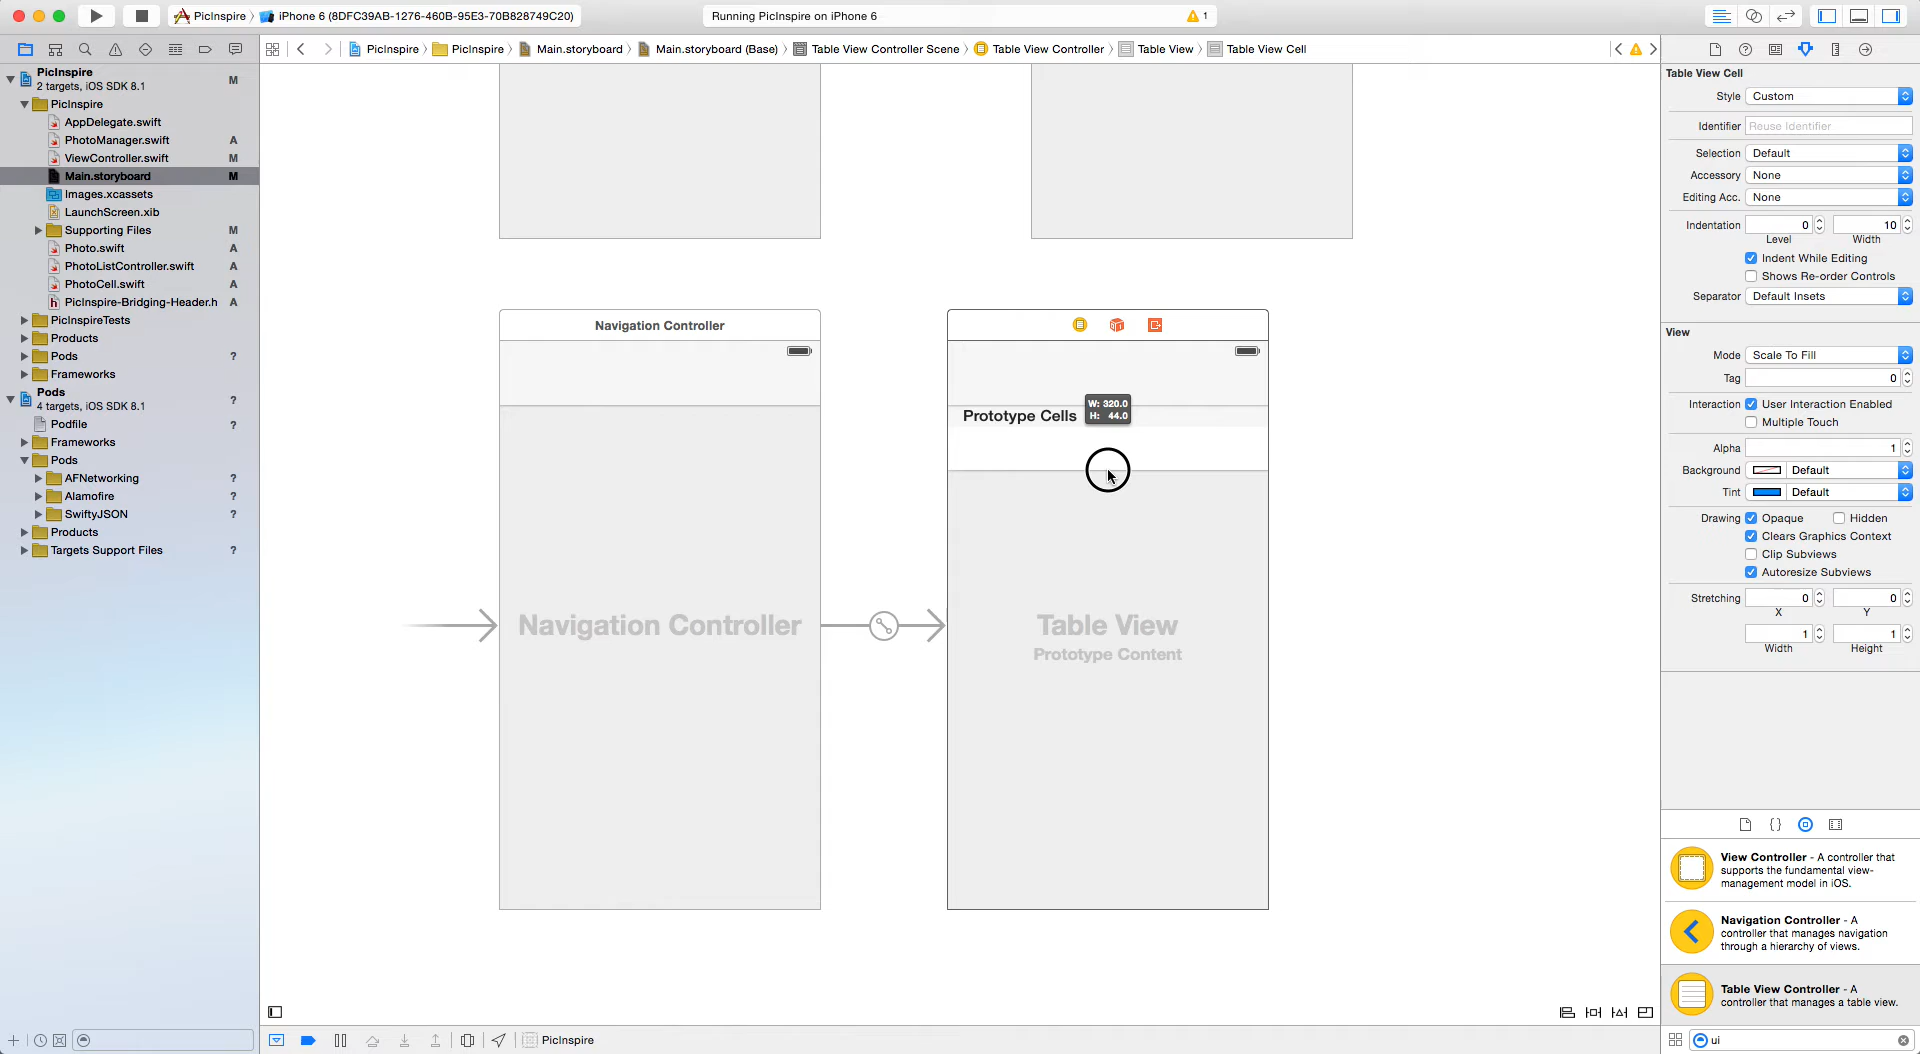 PicInspire
iPhone 6 (8DFC39AB-1276-460B-95E3-70B828749C20)
Running PicInspire on iPhone 6
1
PicInspire
PicInspire
Main.storyboard
Main.storyboard (Base)
Table View Controller Scene
Table View Controller
Table View
Table View Cell
PicInspire
2 targets, iOS SDK 8.1
M
PicInspire
AppDelegate.swift
PhotoManager.swift A
ViewController.swift M
Main.storyboard M
Images.xcassets
LaunchScreen.xib
Supporting Files M
Photo.swift A
PhotoListController.swift A
PhotoCell.swift A
h PicInspire-Bridging-Header.h A
PicInspireTests
Products
Pods ?
Frameworks
Pods
4 targets, iOS SDK 8.1
?
Podfile ?
Frameworks ?
Pods ?
AFNetworking ?
Alamofire ?
SwiftyJSON ?
Products ?
Targets Support Files ?
Navigation Controller
Navigation Controller
Prototype Cells
W: 320.0
H: 44.0
Table View
Prototype Content
PicInspire
Table View Cell
Style Custom
Identifier Reuse Identifier
Selection Default
Accessory None
Editing Acc. None
Indentation 0 10
Level Width
Indent While Editing
Shows Re-order Controls
Separator Default Insets
View
Mode Scale To Fill
Tag 0
Interaction User Interaction Enabled
Multiple Touch
Alpha 1
Background Default
Tint Default
Drawing Opaque Hidden
Clears Graphics Context
Clip Subviews
Autoresize Subviews
Stretching 0 0
X Y
1 1
Width Height
{}
View Controller - A controller that
supports the fundamental view-
management model in iOS.
Navigation Controller - A
controller that manages navigation
through a hierarchy of views.
Table View Controller - A
controller that manages a table view.
ui